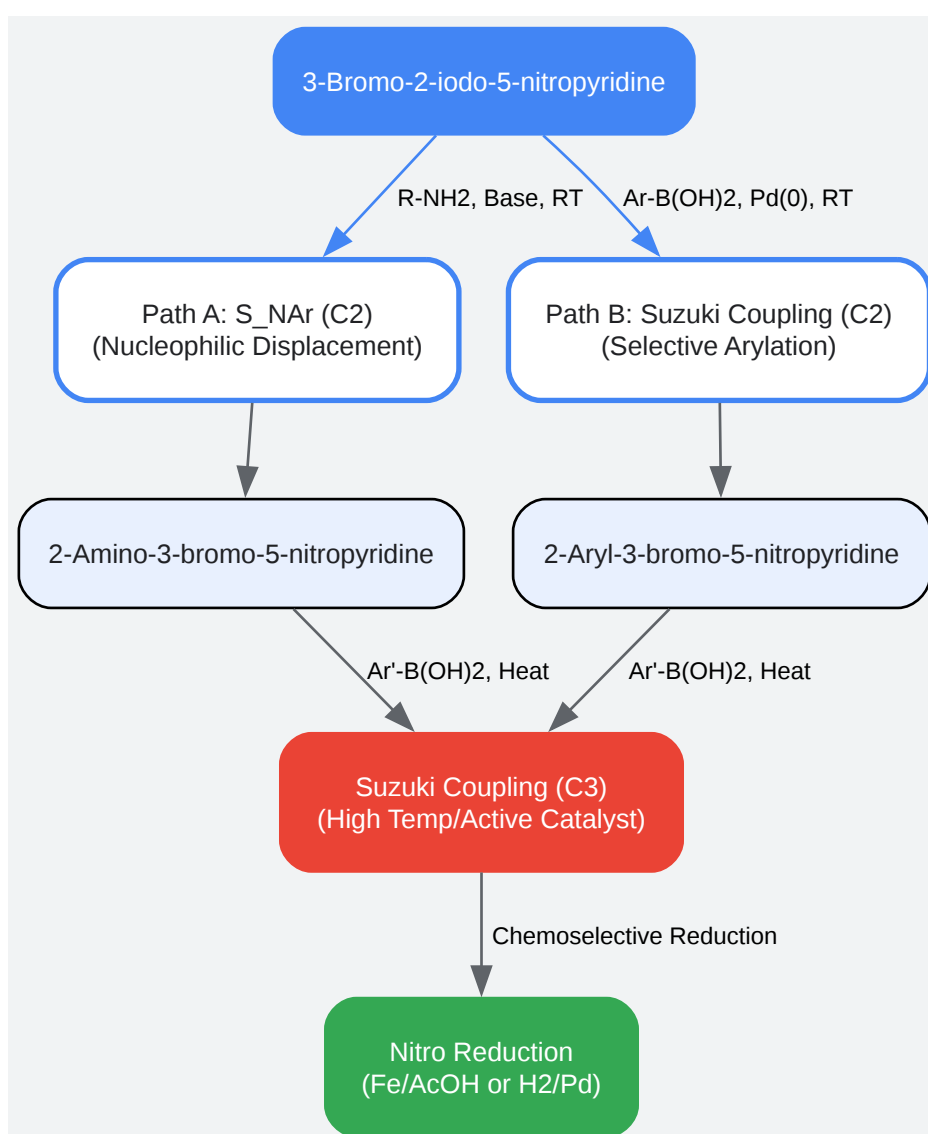 3-Bromo-2-iodo-5-nitropyridine
R-NH2, Base, RT
Ar-B(OH)2, Pd(0), RT
Path A: S_NAr (C2)
(Nucleophilic Displacement)
Path B: Suzuki Coupling (C2)
(Selective Arylation)
2-Amino-3-bromo-5-nitropyridine
2-Aryl-3-bromo-5-nitropyridine
Ar'-B(OH)2, Heat
Ar'-B(OH)2, Heat
Suzuki Coupling (C3)
(High Temp/Active Catalyst)
Chemoselective Reduction
Nitro Reduction
(Fe/AcOH or H2/Pd)